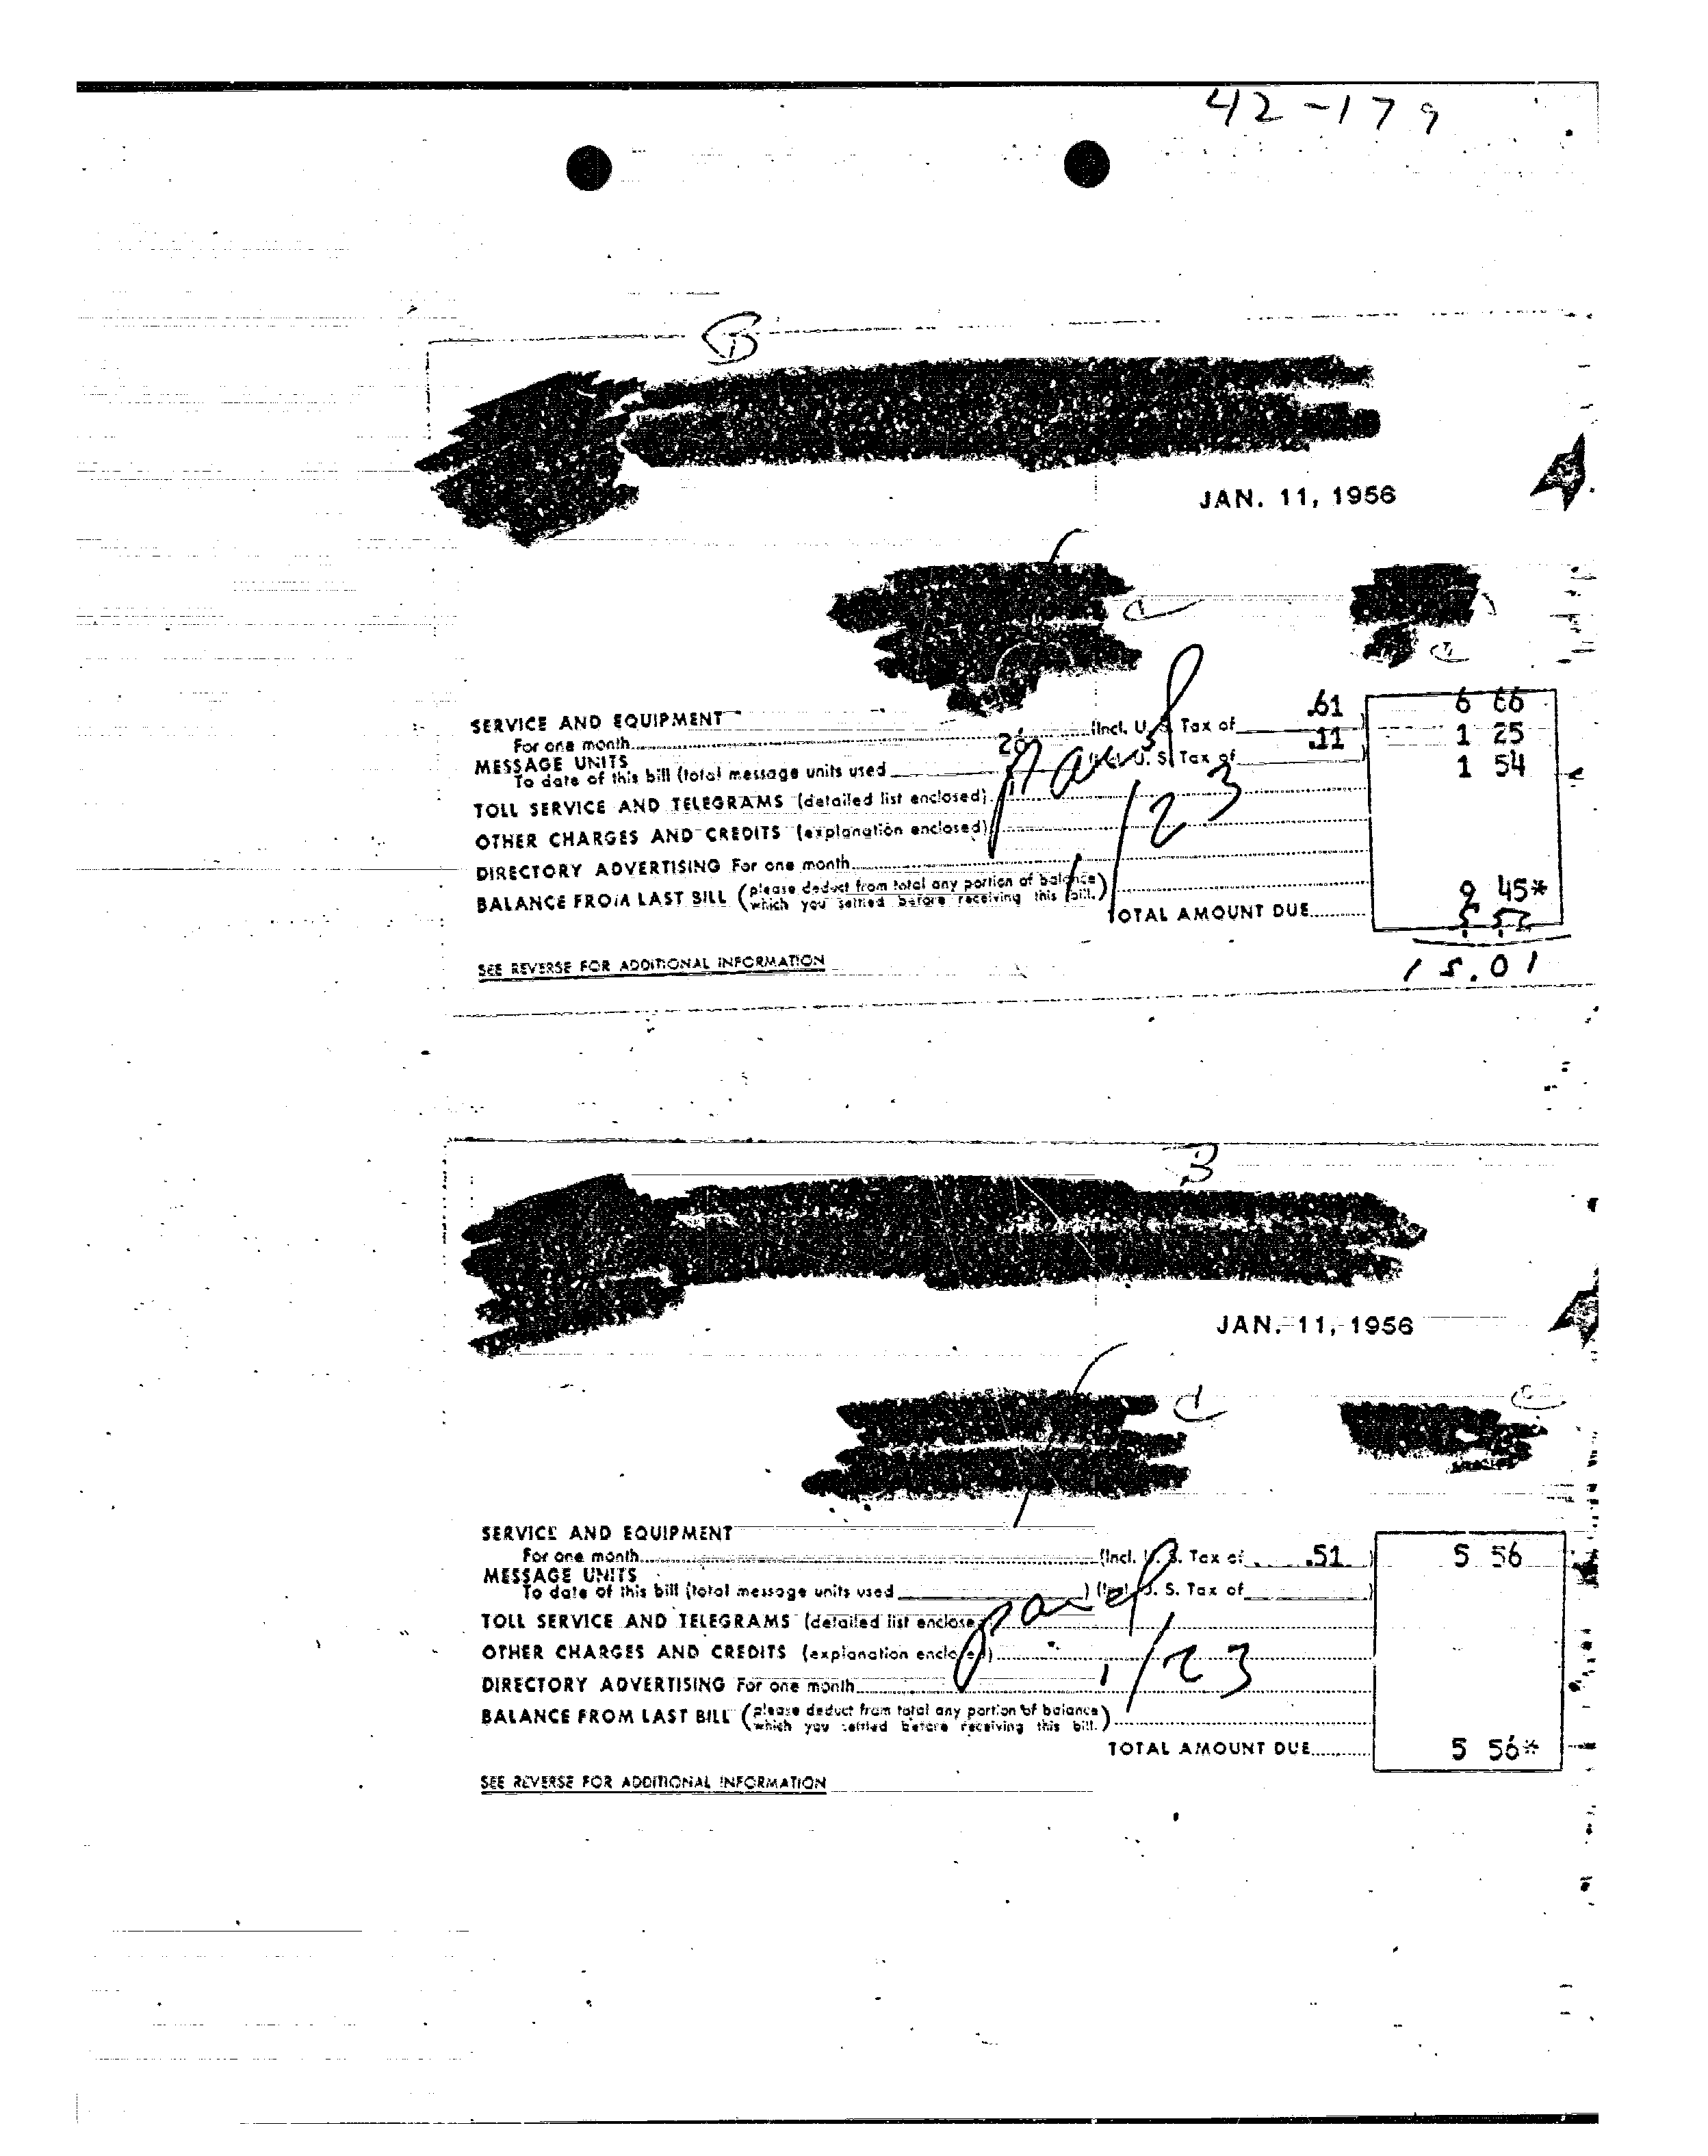 42-179
B
JAN. 11, 1956
SERVICE AND EQUIPMENT
For one month (Incl. U. S. Tax of .61) 6 66
MESSAGE UNITS
To date of this bill (total message units used 26) (Incl. U. S. Tax of .11) 1 25
TOLL SERVICE AND TELEGRAMS (detailed list enclosed) 1 54
OTHER CHARGES AND CREDITS (explanation enclosed)
DIRECTORY ADVERTISING For one month
BALANCE FROM LAST BILL (please deduct from total any portion of balance
which you settled before receiving this bill.)
paid
1/23
TOTAL AMOUNT DUE 9 45*
15.01
SEE REVERSE FOR ADDITIONAL INFORMATION
B
JAN. 11, 1956
SERVICE AND EQUIPMENT
For one month (Incl. U. S. Tax of .51) 5 56
MESSAGE UNITS
To date of this bill (total message units used ) (Incl. U. S. Tax of )
TOLL SERVICE AND TELEGRAMS (detailed list enclosed)
OTHER CHARGES AND CREDITS (explanation enclosed)
DIRECTORY ADVERTISING For one month
BALANCE FROM LAST BILL (please deduct from total any portion of balance
which you settled before receiving this bill.)
paid
1/23
TOTAL AMOUNT DUE 5 56*
SEE REVERSE FOR ADDITIONAL INFORMATION